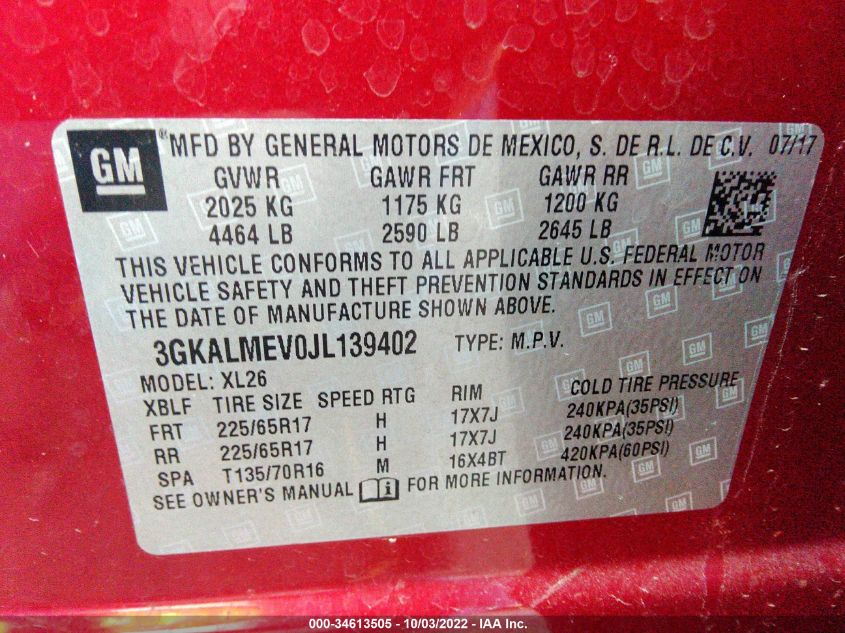 GM ® MFD BY GENERAL MOTORS DE MEXICO, S. DE R.L. DE C.V. 07/17
GVWR GAWR FRT GAWR RR
2025 KG 1175 KG 1200 KG
4464 LB 2590 LB 2645 LB
THIS VEHICLE CONFORMS TO ALL APPLICABLE U.S. FEDERAL MOTOR
VEHICLE SAFETY AND THEFT PREVENTION STANDARDS IN EFFECT ON
THE DATE OF MANUFACTURE SHOWN ABOVE.
3GKALMEV0JL139402 TYPE: M.P.V.
MODEL: XL26
XBLF TIRE SIZE SPEED RTG RIM COLD TIRE PRESSURE
FRT 225/65R17 H 17X7J 240KPA(35PSI)
RR 225/65R17 H 17X7J 240KPA(35PSI)
SPA T135/70R16 M 16X4BT 420KPA(60PSI)
SEE OWNER'S MANUAL i FOR MORE INFORMATION.
000-34613505 - 10/03/2022 - IAA Inc.